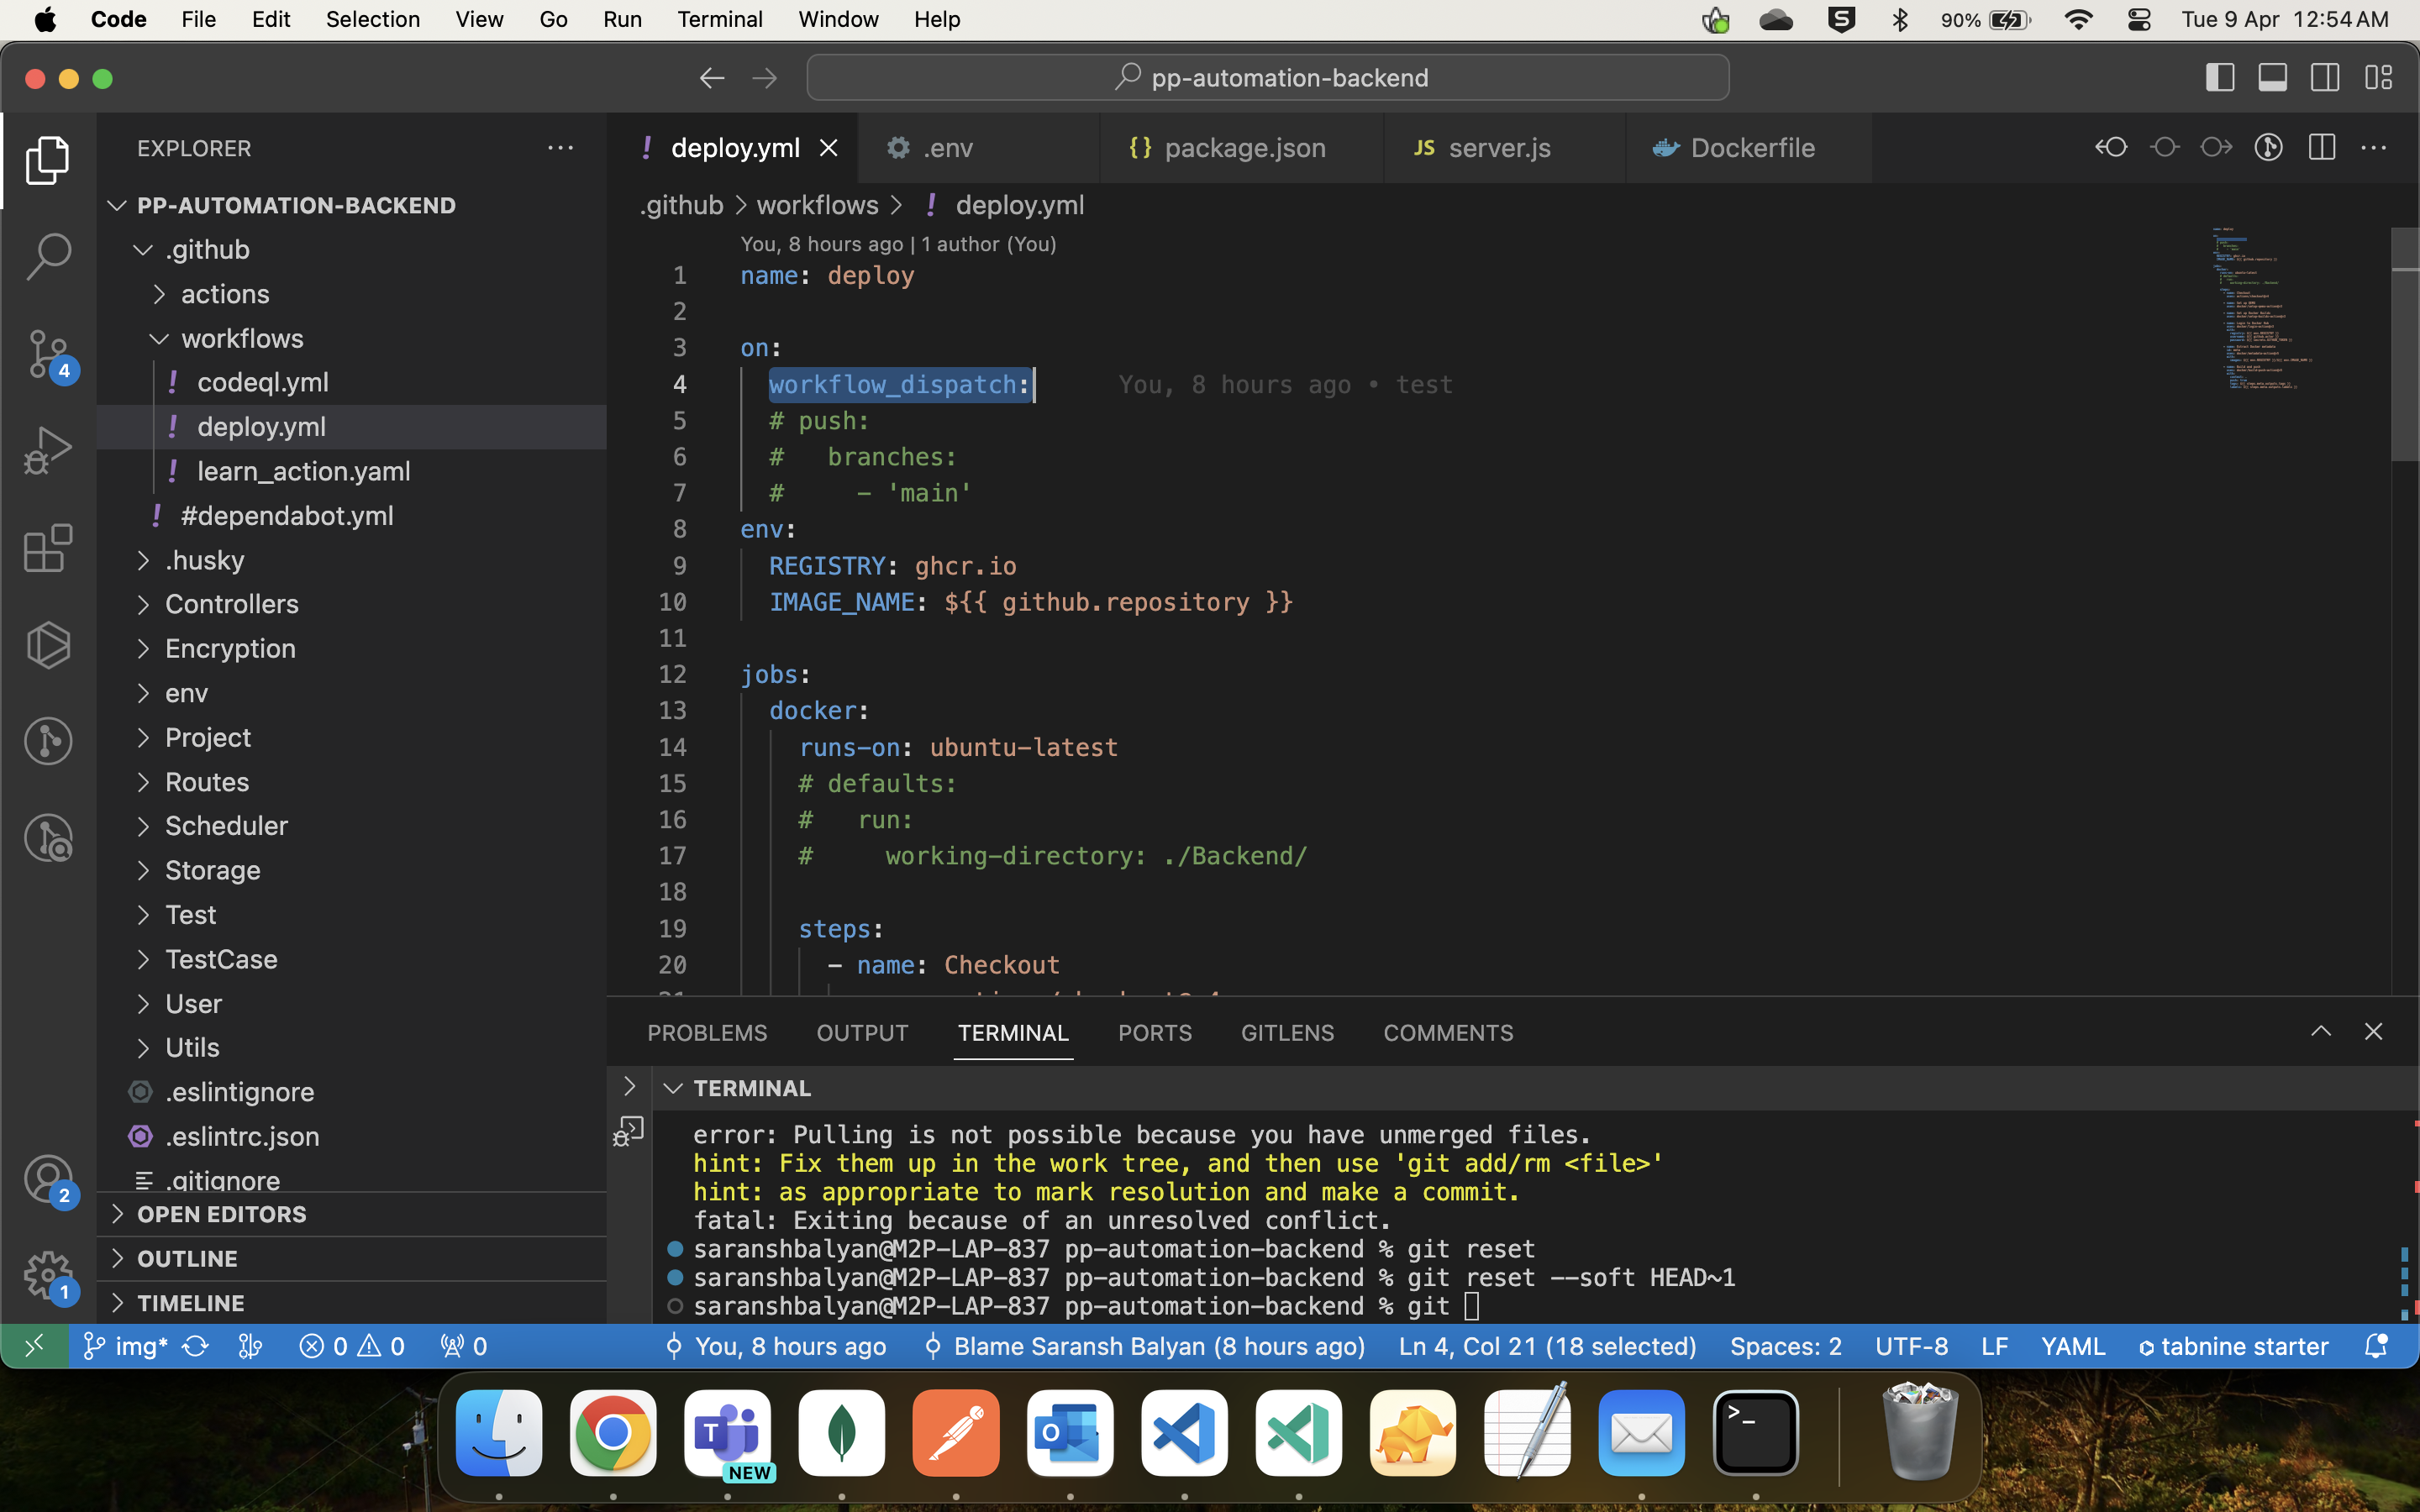 Code File Edit Selection View Go Run Terminal Window Help 90% Tue 9 Apr 12:54 AM
pp-automation-backend
EXPLORER
PP-AUTOMATION-BACKEND
.github
actions
workflows
codeql.yml
deploy.yml
learn_action.yaml
#dependabot.yml
.husky
Controllers
Encryption
env
Project
Routes
Scheduler
Storage
Test
TestCase
User
Utils
.eslintignore
.eslintrc.json
.gitignore
OPEN EDITORS
OUTLINE
TIMELINE
4
2
1
! deploy.yml .env {} package.json JS server.js Dockerfile
.github > workflows > ! deploy.yml
You, 8 hours ago | 1 author (You)
1 name: deploy
2
3 on:
4 workflow_dispatch: You, 8 hours ago • test
5 # push:
6 # branches:
7 # - 'main'
8 env:
9 REGISTRY: ghcr.io
10 IMAGE_NAME: ${{ github.repository }}
11
12 jobs:
13 docker:
14 runs-on: ubuntu-latest
15 # defaults:
16 # run:
17 # working-directory: ./Backend/
18
19 steps:
20 - name: Checkout
PROBLEMS OUTPUT TERMINAL PORTS GITLENS COMMENTS
TERMINAL
error: Pulling is not possible because you have unmerged files.
hint: Fix them up in the work tree, and then use 'git add/rm <file>'
hint: as appropriate to mark resolution and make a commit.
fatal: Exiting because of an unresolved conflict.
saranshbalyan@M2P-LAP-837 pp-automation-backend % git reset
saranshbalyan@M2P-LAP-837 pp-automation-backend % git reset --soft HEAD~1
saranshbalyan@M2P-LAP-837 pp-automation-backend % git
img* 0 0 0 You, 8 hours ago Blame Saransh Balyan (8 hours ago) Ln 4, Col 21 (18 selected) Spaces: 2 UTF-8 LF YAML tabnine starter
NEW